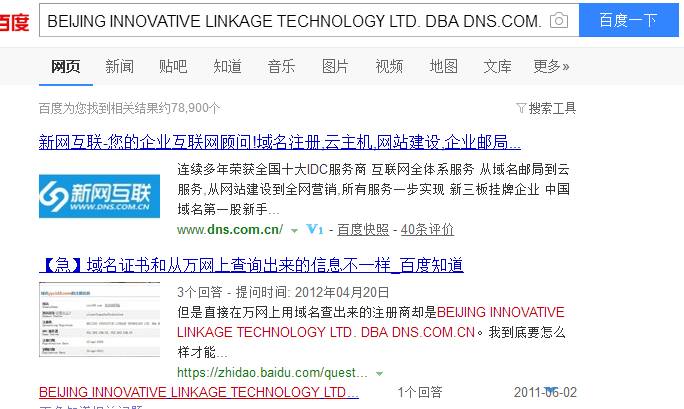 百度
BEIJING INNOVATIVE LINKAGE TECHNOLOGY LTD. DBA DNS.COM.
百度一下
网页 新闻 贴吧 知道 音乐 图片 视频 地图 文库 更多»
百度为您找到相关结果约78,900个
搜索工具
新网互联-您的企业互联网顾问!域名注册,云主机,网站建设,企业邮局...
新网互联
WWW.DNS.COM.CN
连续多年荣获全国十大IDC服务商 互联网全体系服务 从域名邮局到云
服务,从网站建设到全网营销,所有服务一步实现 新三板挂牌企业 中国
域名第一股新手...
www.dns.com.cn/ V1 - 百度快照 - 40条评价
【急】域名证书和从万网上查询出来的信息不一样_百度知道
3个回答 - 提问时间: 2012年04月20日
但是直接在万网上用域名查出来的注册商却是BEIJING INNOVATIVE
LINKAGE TECHNOLOGY LTD. DBA DNS.COM.CN。我到底要怎么
样才能...
https://zhidao.baidu.com/quest...
BEIJING INNOVATIVE LINKAGE TECHNOLOGY LTD... 1个回答 2011-06-02